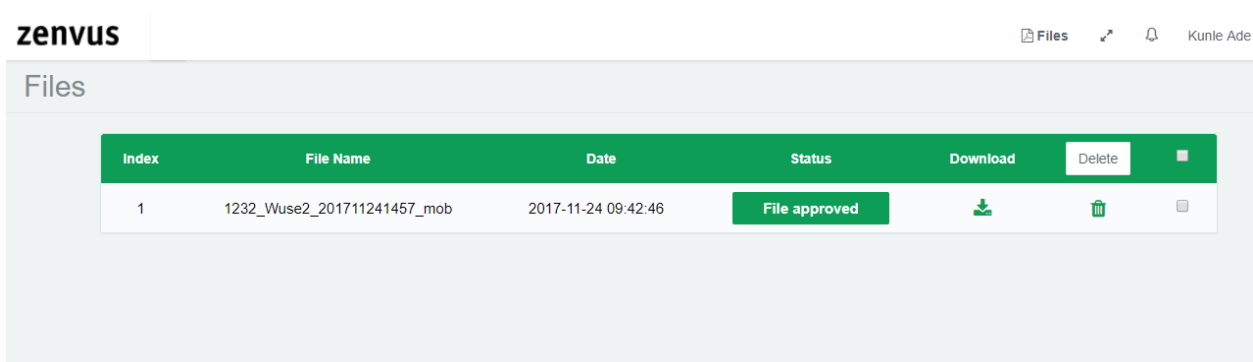 zenvus
Files Kunle Ade
Files
Index File Name Date Status Download Delete
1 1232_Wuse2_201711241457_mob 2017-11-24 09:42:46 File approved